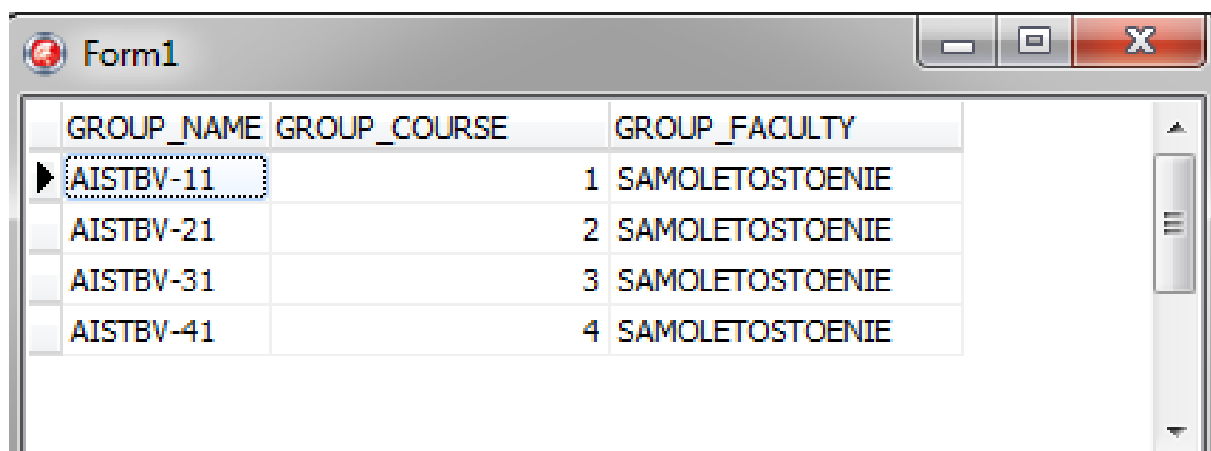 Form1
GROUP_NAME GROUP_COURSE GROUP_FACULTY
AISTBV-11 1 SAMOLETOSTOENIE
AISTBV-21 2 SAMOLETOSTOENIE
AISTBV-31 3 SAMOLETOSTOENIE
AISTBV-41 4 SAMOLETOSTOENIE